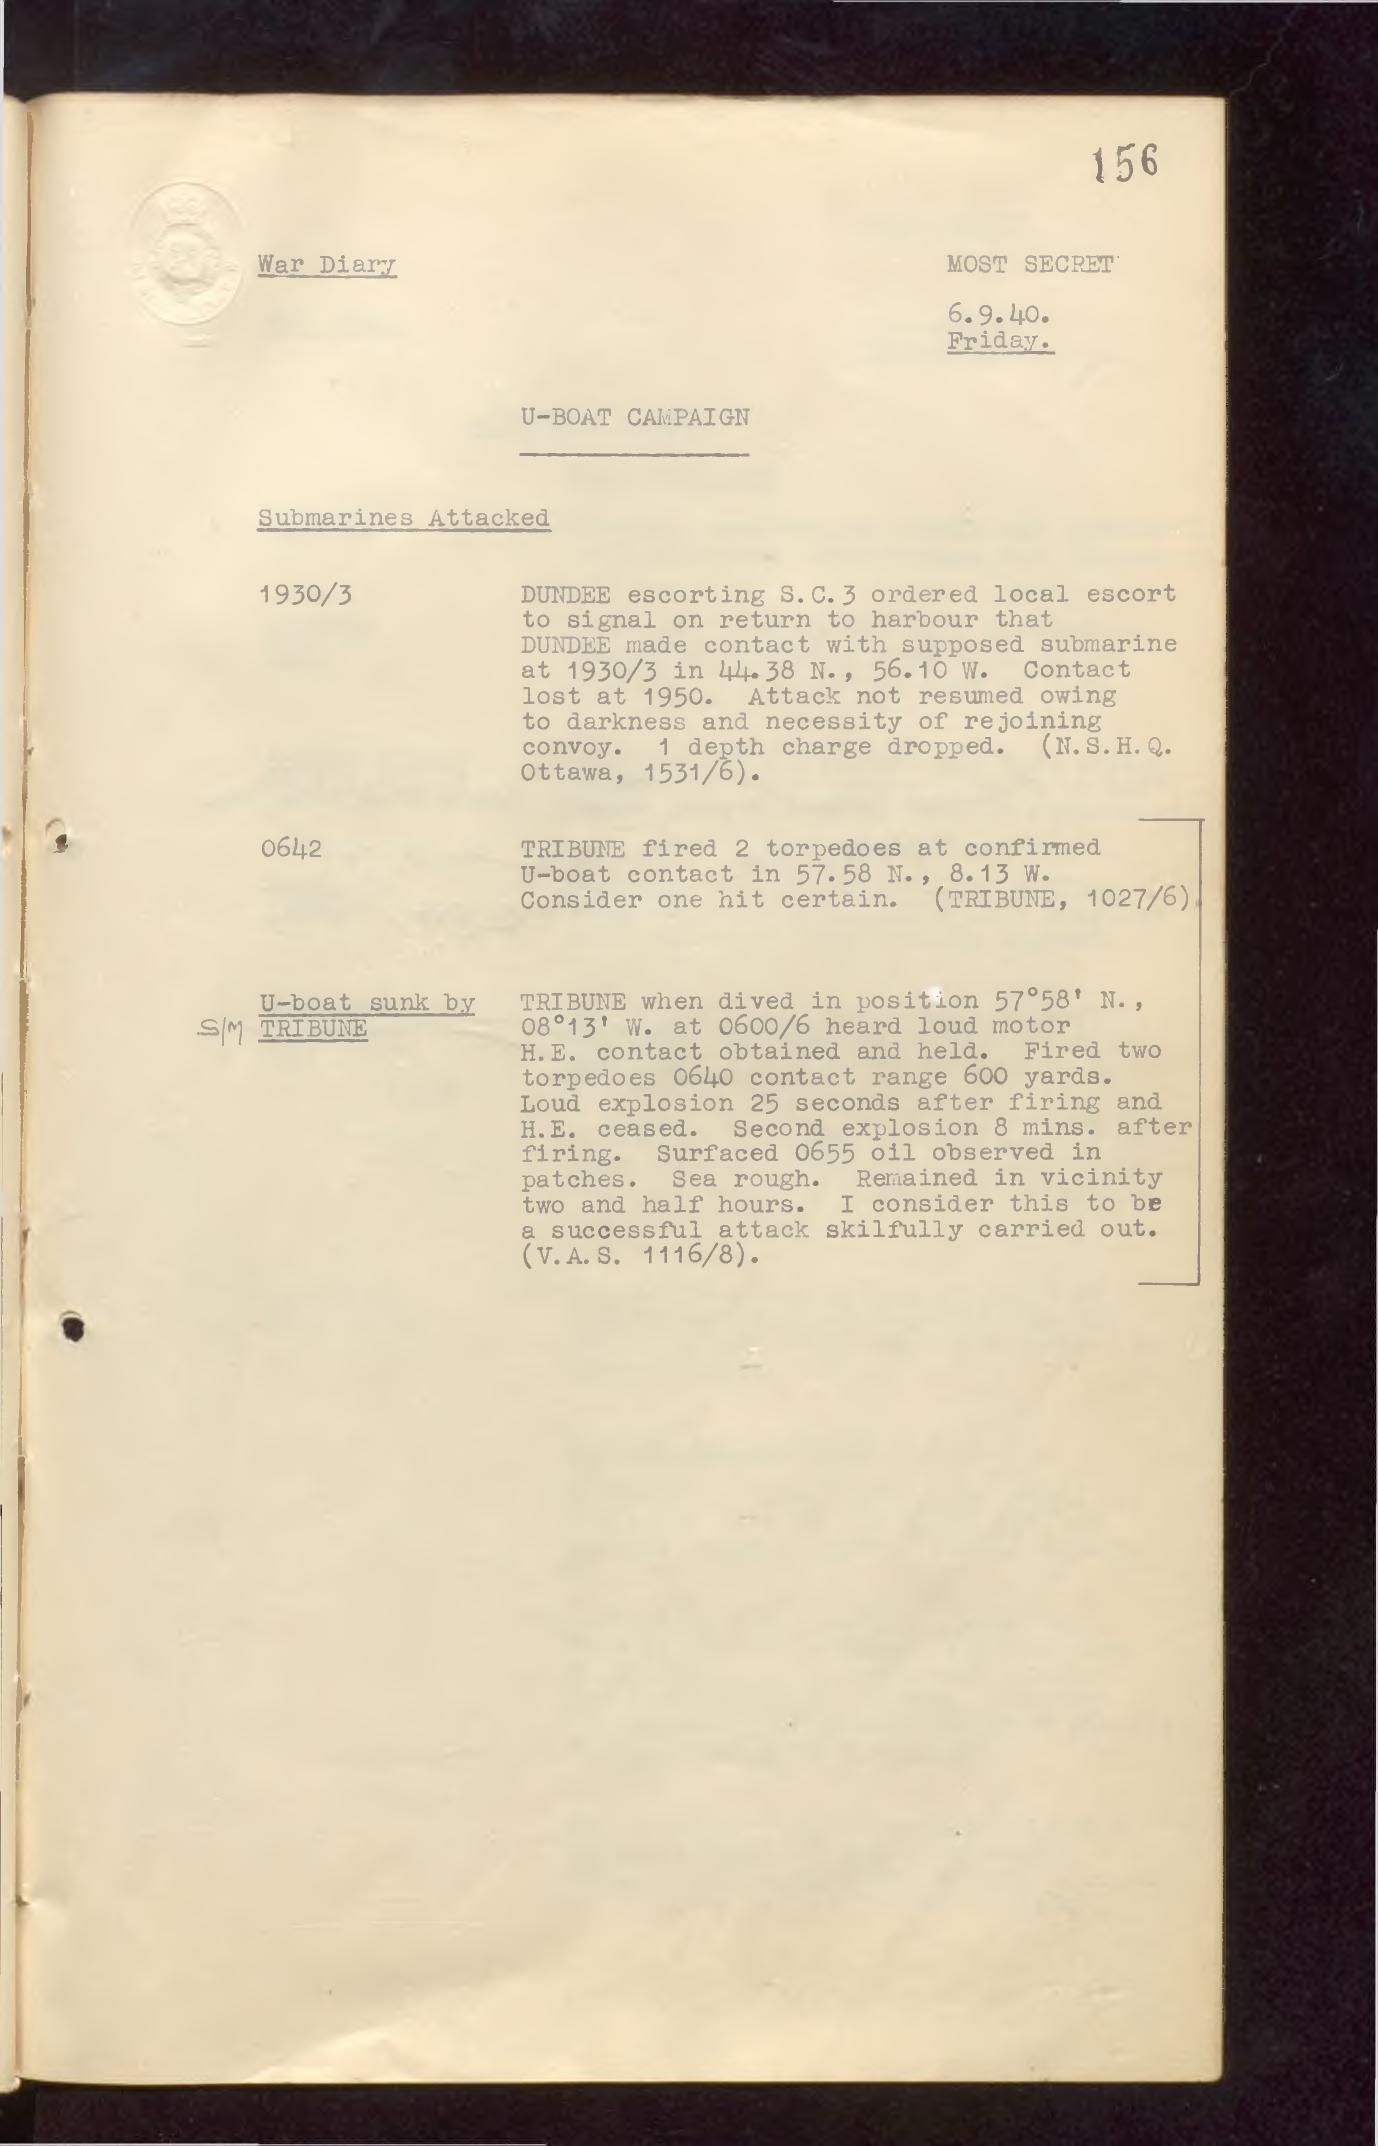 156
War Diary
MOST SECRET
6.9.40.
Friday.
U-BOAT CAMPAIGN
Submarines Attacked
1930/3
DUNDEE escorting S.C.3 ordered local escort
to signal on return to harbour that
DUNDEE made contact with supposed submarine
at 1930/3 in 44.38 N., 56.10 W. Contact
lost at 1950. Attack not resumed owing
to darkness and necessity of rejoining
convoy. 1 depth charge dropped. (N.S.H.Q.
Ottawa, 1531/6).
0642
TRIBUNE fired 2 torpedoes at confirmed
U-boat contact in 57.58 N., 8.13 W.
Consider one hit certain. (TRIBUNE, 1027/6).
U-boat sunk by
S/M TRIBUNE
TRIBUNE when dived in position 57°58' N.,
08°13' W. at 0600/6 heard loud motor
H.E. contact obtained and held. Fired two
torpedoes 0640 contact range 600 yards.
Loud explosion 25 seconds after firing and
H.E. ceased. Second explosion 8 mins. after
firing. Surfaced 0655 oil observed in
patches. Sea rough. Remained in vicinity
two and half hours. I consider this to be
a successful attack skilfully carried out.
(V.A.S. 1116/8).